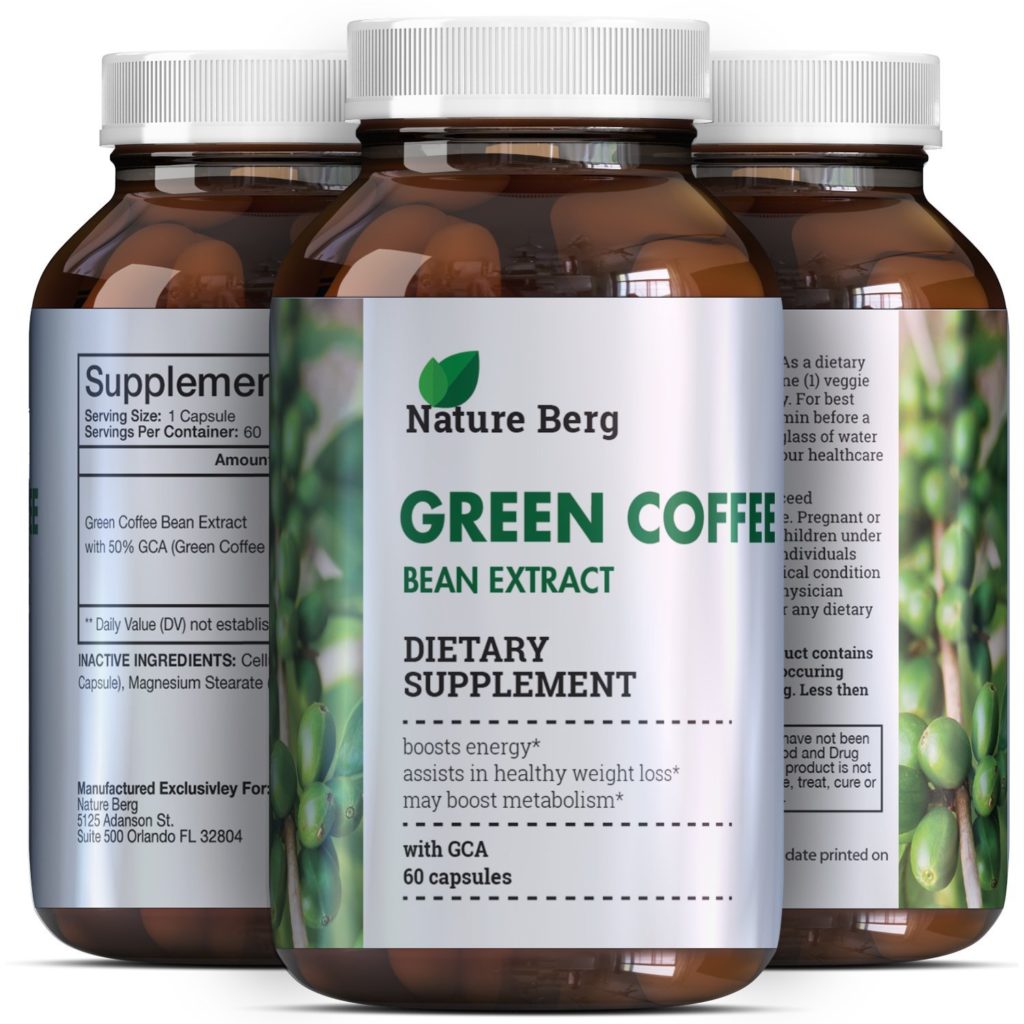 Supplemen
Serving Size: 1 Capsule
Servings Per Container: 60
Amoun
Green Coffee Bean Extract
with 50% GCA (Green Coffee
** Daily Value (DV) not establis
INACTIVE INGREDIENTS: Cell
Capsule), Magnesium Stearate (
Manufactured Exclusivley For:
Nature Berg
5125 Adanson St.
Suite 500 Orlando FL 32804
Nature Berg
GREEN COFFEE
BEAN EXTRACT
DIETARY
SUPPLEMENT
boosts energy*
assists in healthy weight loss*
may boost metabolism*
with GCA
60 capsules
As a dietary
ne (1) veggie
y. For best
min before a
glass of water
our healthcare
ceed
e. Pregnant or
hildren under
ndividuals
ical condition
hysician
r any dietary
uct contains
occuring
g. Less then
have not been
od and Drug
product is not
e, treat, cure or
date printed on